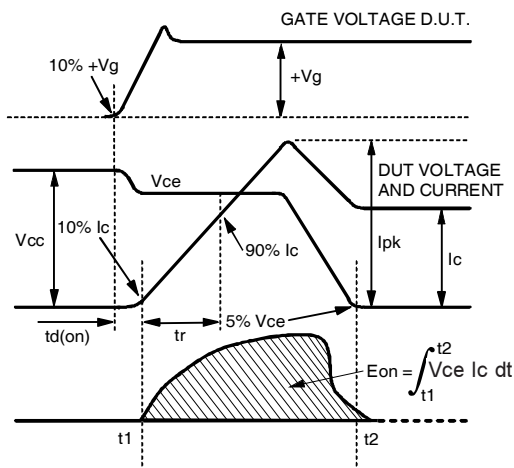 GATE VOLTAGE D.U.T.
10% +Vg
+Vg
Vce
DUT VOLTAGE
AND CURRENT
10% Ic
Vcc
90% Ic
Ipk
Ic
td(on)
tr
5% Vce
Eon = ∫ t2 t1 Vce Ic dt
t1
t2